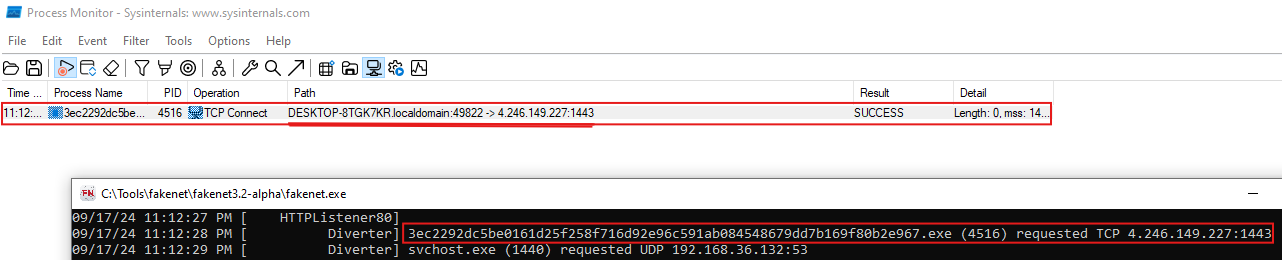 Process Monitor - Sysinternals: www.sysinternals.com
File Edit Event Filter Tools Options Help
Time ... Process Name PID Operation Path Result Detail
11:12:... 3ec2292dc5be... 4516 TCP Connect DESKTOP-8TGK7KR.localdomain:49822 -> 4.246.149.227:1443 SUCCESS Length: 0, mss: 14...
FN C:\Tools\fakenet\fakenet3.2-alpha\fakenet.exe
09/17/24 11:12:27 PM [ HTTPListener80]
09/17/24 11:12:28 PM [ Diverter] 3ec2292dc5be0161d25f258f716d92e96c591ab084548679dd7b169f80b2e967.exe (4516) requested TCP 4.246.149.227:1443
09/17/24 11:12:29 PM [ Diverter] svchost.exe (1440) requested UDP 192.168.36.132:53